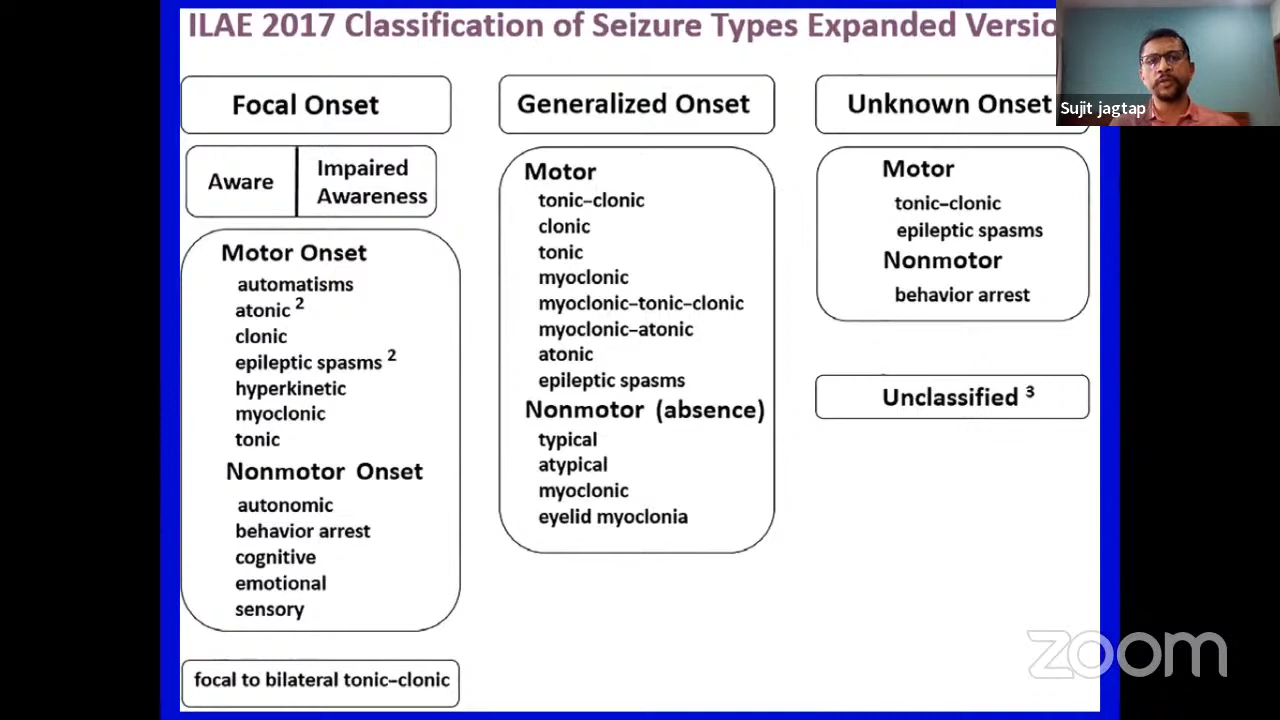 ILAE 2017 Classification of Seizure Types Expanded Versio
Sujit jagtap
Focal Onset
Aware
Impaired
Awareness
Motor Onset
automatisms
atonic 2
clonic
epileptic spasms 2
hyperkinetic
myoclonic
tonic
Nonmotor Onset
autonomic
behavior arrest
cognitive
emotional
sensory
focal to bilateral tonic-clonic
Generalized Onset
Motor
tonic-clonic
clonic
tonic
myoclonic
myoclonic-tonic-clonic
myoclonic-atonic
atonic
epileptic spasms
Nonmotor (absence)
typical
atypical
myoclonic
eyelid myoclonia
Unknown Onset
Motor
tonic-clonic
epileptic spasms
Nonmotor
behavior arrest
Unclassified 3
zoom